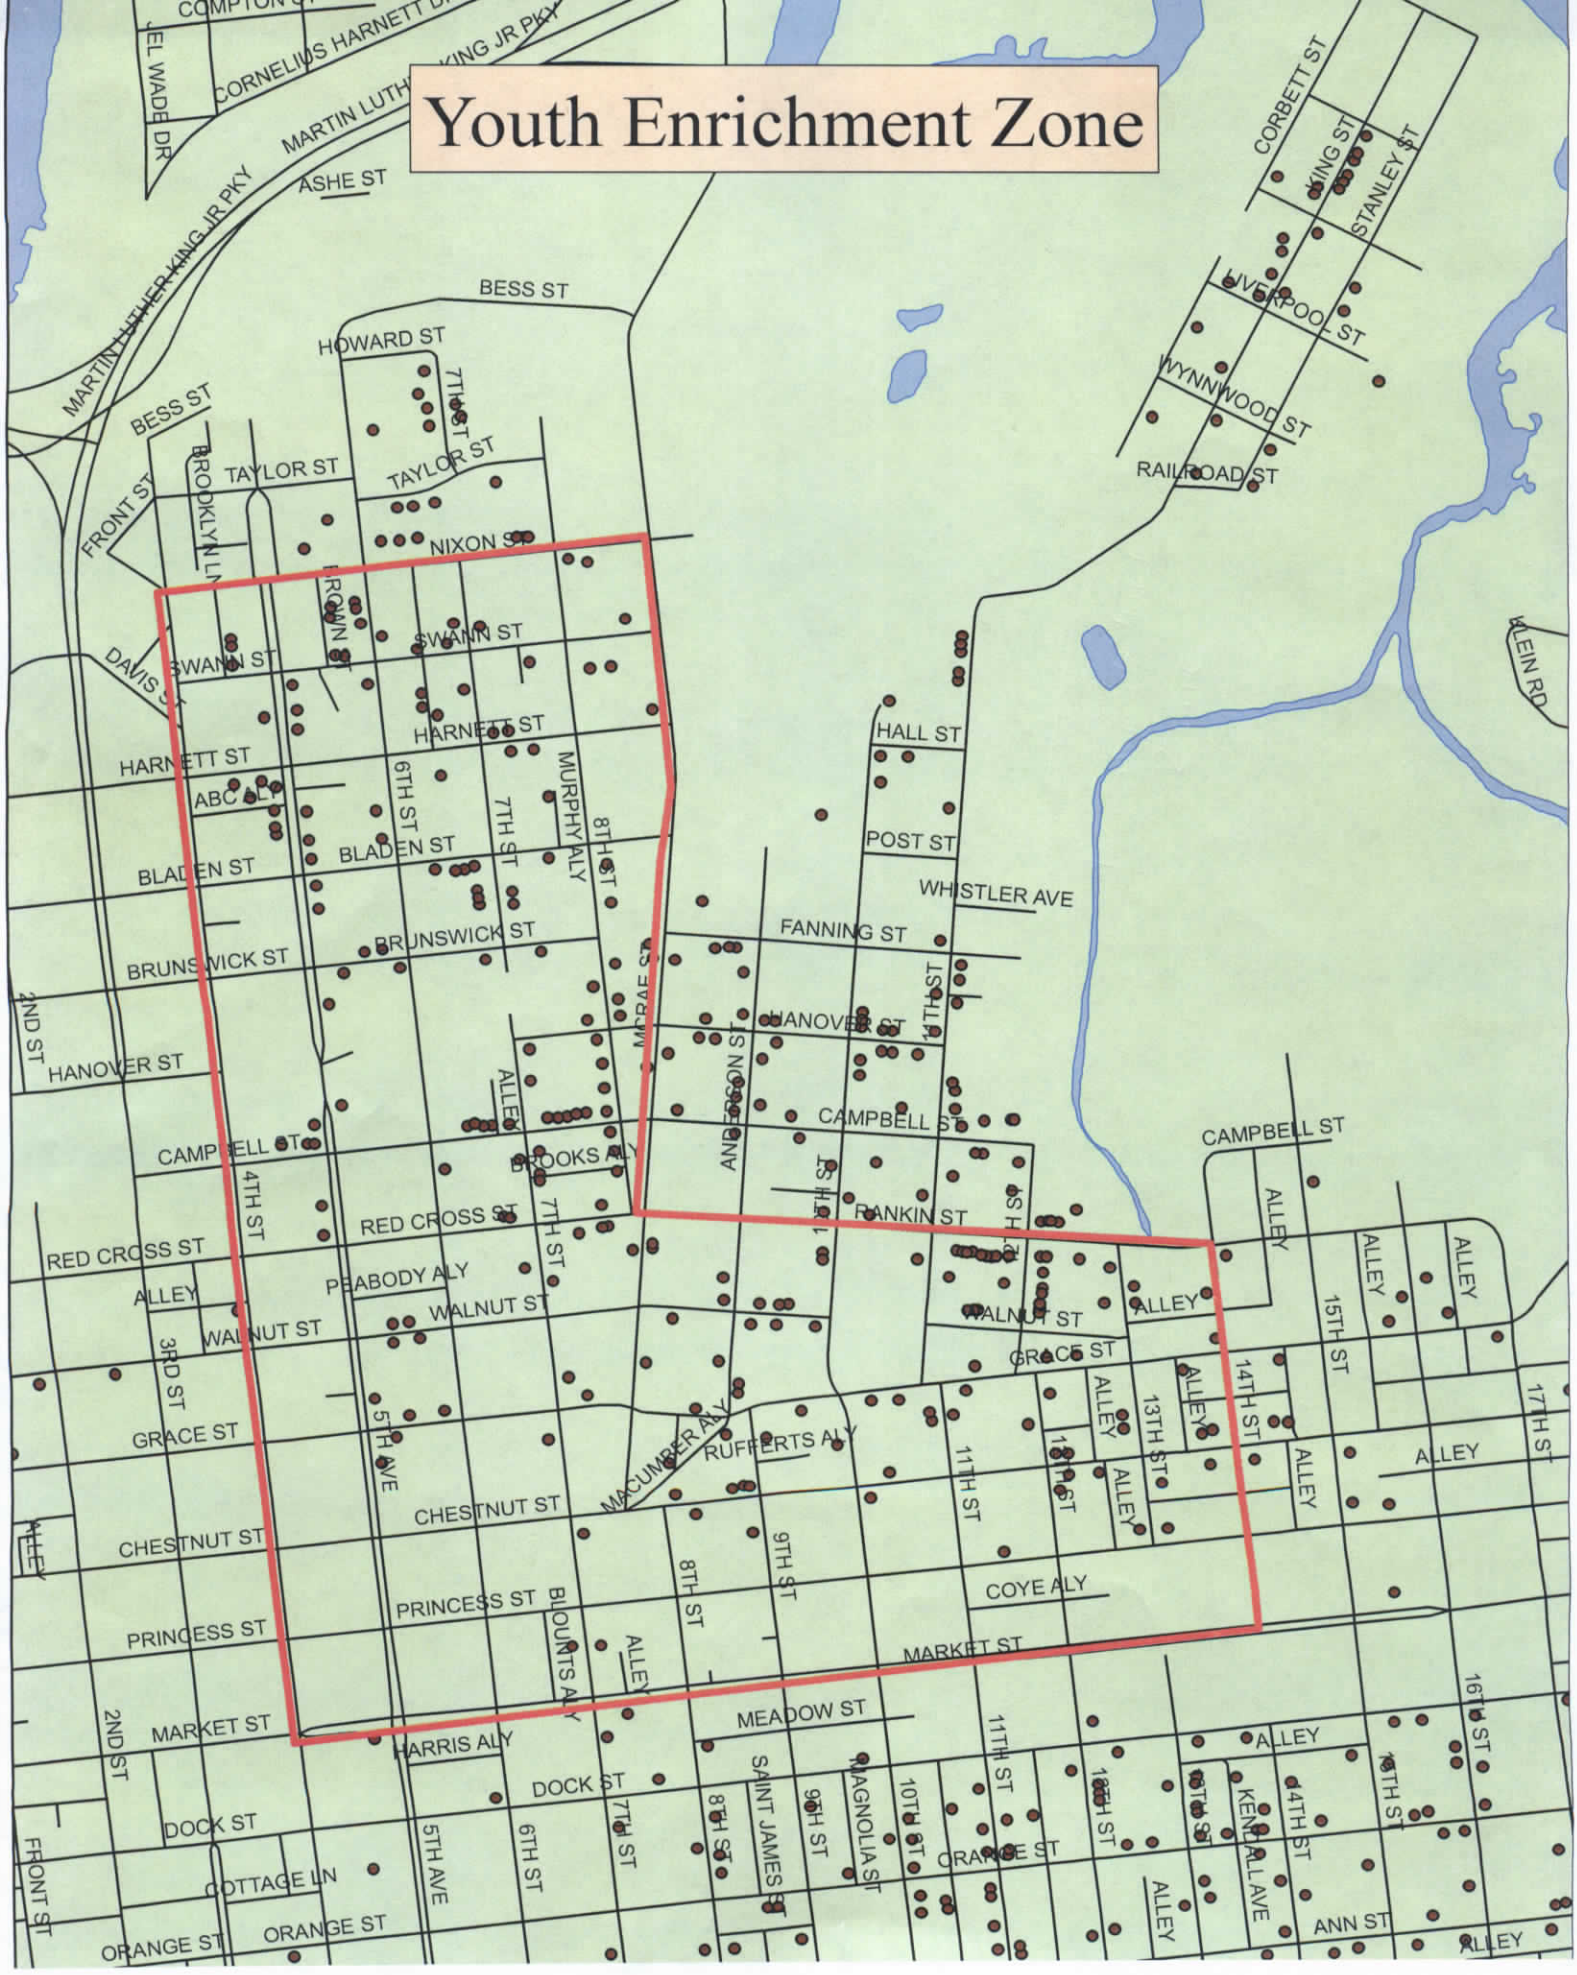 COMPTON ST
CORNELIUS HARNETT
EL WADE DR
MARTIN LUTHER KING JR PKY
Youth Enrichment Zone
CORBETT ST
KING ST
STANLEY ST
ASHE ST
MARTIN LUTHER KING JR PKY
BESS ST
LIVERPOOL ST
HOWARD ST
7TH ST
WYNNWOOD ST
BESS ST
TAYLOR ST
TAYLOR ST
RAILROAD ST
BROOKLYN LN
FRONT ST
NIXON ST
BROWN ST
SWANN ST
SWANN ST
DAVIS ST
KLEIN RD
HARNETT ST
HALL ST
HARNETT ST
6TH ST
MURPHY ALY
ABC ALY
7TH ST
8TH ST
POST ST
BLADEN ST
BLADEN ST
WHISTLER AVE
BRUNSWICK ST
FANNING ST
BRUNSWICK ST
MCRAE ST
11TH ST
2ND ST
HANOVER ST
HANOVER ST
ANDERSON ST
ALLEY
CAMPBELL ST
CAMPBELL ST
CAMPBELL ST
BROOKS ALY
4TH ST
7TH ST
12TH ST
ALLEY
RED CROSS ST
RANKIN ST
RED CROSS ST
ALLEY
ALLEY
PEABODY ALY
ALLEY
WALNUT ST
ALLEY
WALNUT ST
WALNUT ST
15TH ST
3RD ST
GRACE ST
14TH ST
ALLEY
ALLEY
13TH ST
17TH ST
GRACE ST
5TH AVE
MACUMBER ALY
RUFFERTS ALY
11TH ST
12TH ST
ALLEY
ALLEY
ALLEY
CHESTNUT ST
CHESTNUT ST
ALLEY
9TH ST
8TH ST
COYE ALY
PRINCESS ST
BLOUNTS ALY
PRINCESS ST
ALLEY
MARKET ST
16TH ST
2ND ST
MARKET ST
MEADOW ST
11TH ST
HARRIS ALY
ALLEY
SAINT JAMES ST
MAGNOLIA ST
DOCK ST
7TH ST
8TH ST
9TH ST
10TH ST
12TH ST
13TH ST
KENDALL AVE
14TH ST
15TH ST
DOCK ST
5TH AVE
6TH ST
FRONT ST
ORANGE ST
COTTAGE LN
ALLEY
ANN ST
ORANGE ST
ORANGE ST
ALLEY